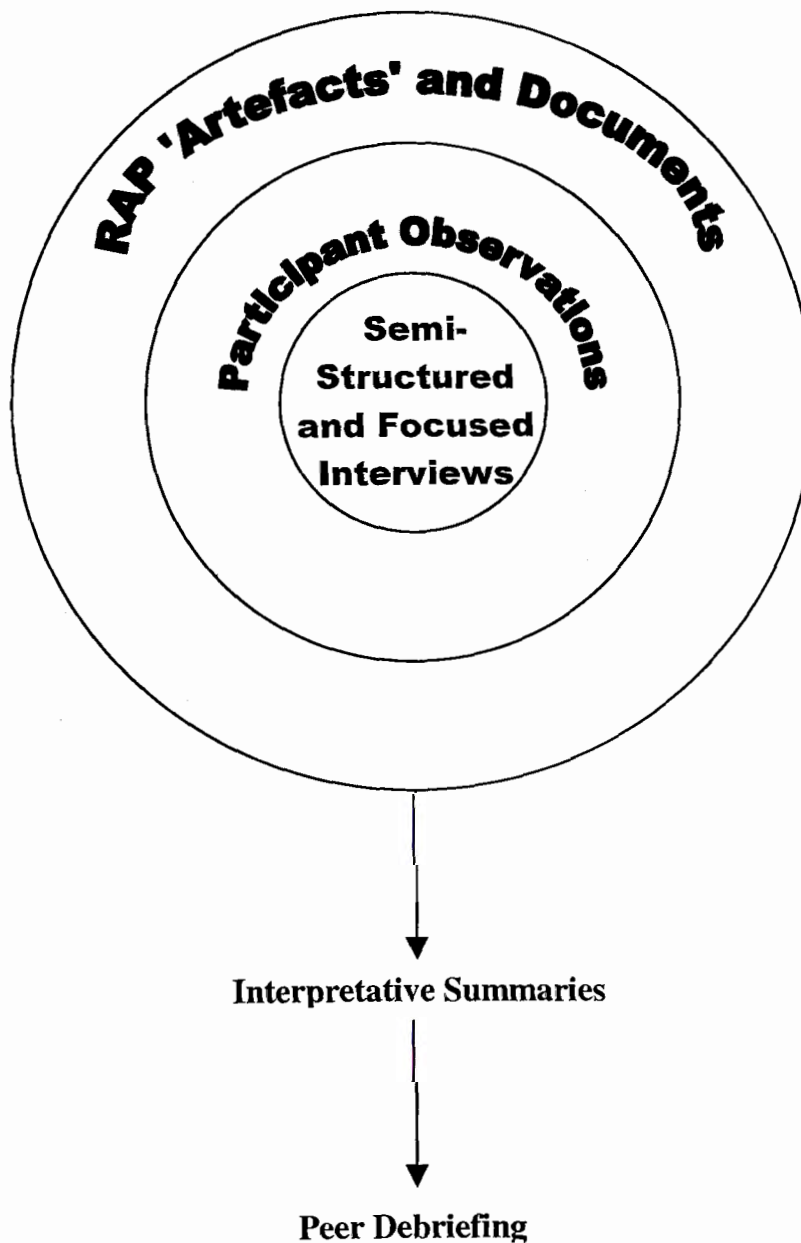 RAP 'Artefacts' and Documents
Participant Observations
Semi-
Structured
and Focused
Interviews
Interpretative Summaries
Peer Debriefing